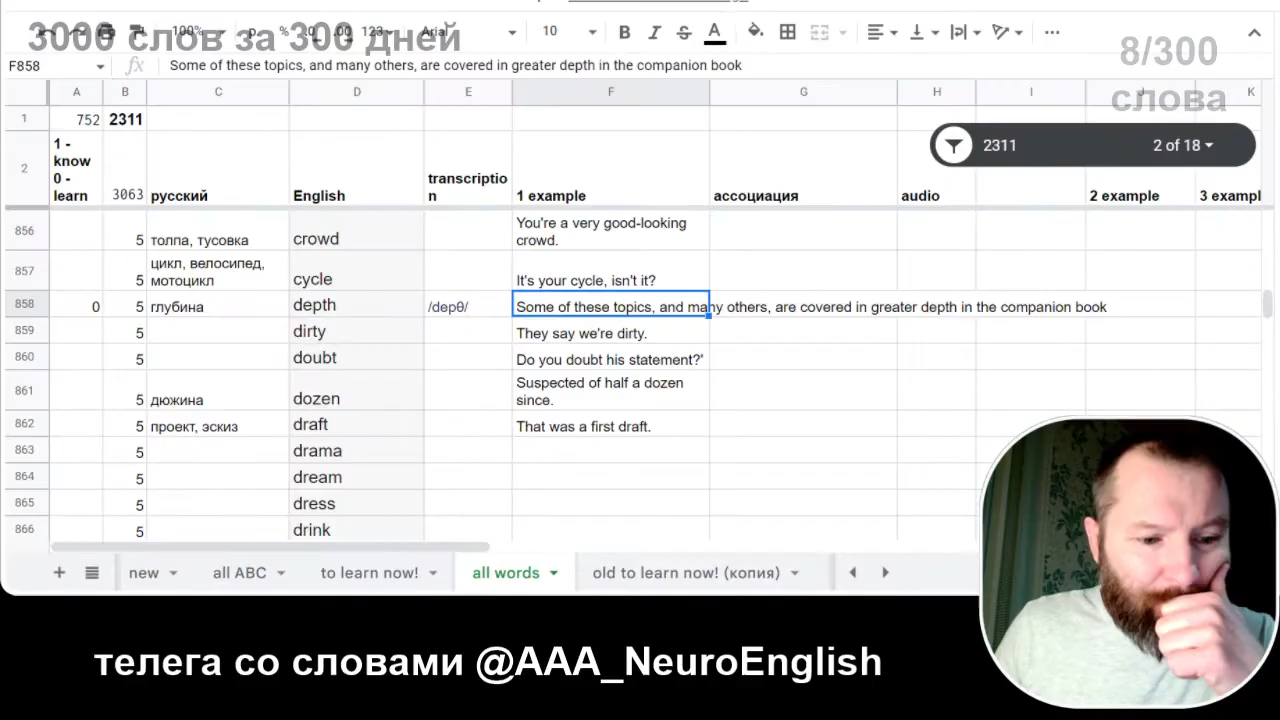 3000 слов за 300 дней
100% р. % .0 .00 123 Arial 10 B I S A
8/300
слова
F858 fx Some of these topics, and many others, are covered in greater depth in the companion book
A B C D E F G H I J K
1 752 2311
2311 2 of 18
2 1 - know 0 - learn 3063 русский English transcription 1 example ассоциация audio 2 example 3 exampl
856 5 толпа, тусовка crowd You're a very good-looking crowd.
857 5 цикл, велосипед, мотоцикл cycle It's your cycle, isn't it?
858 0 5 глубина depth /depθ/ Some of these topics, and many others, are covered in greater depth in the companion book
859 5 dirty They say we're dirty.
860 5 doubt Do you doubt his statement?'
861 5 дюжина dozen Suspected of half a dozen since.
862 5 проект, эскиз draft That was a first draft.
863 5 drama
864 5 dream
865 5 dress
866 5 drink
new all ABC to learn now! all words old to learn now! (копия)
телега со словами @AAA_NeuroEnglish